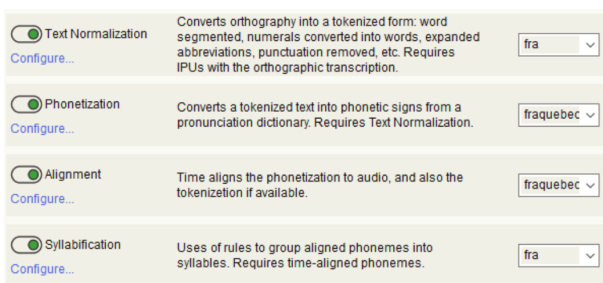 Text Normalization
Configure...
Converts orthography into a tokenized form: word
segmented, numerals converted into words, expanded
abbreviations, punctuation removed, etc. Requires
IPUs with the orthographic transcription.
fra
Phonetization
Configure...
Converts a tokenized text into phonetic signs from a
pronunciation dictionary. Requires Text Normalization.
fraquebec
Alignment
Configure...
Time aligns the phonetization to audio, and also the
tokenizetion if available.
fraquebec
Syllabification
Configure...
Uses of rules to group aligned phonemes into
syllables. Requires time-aligned phonemes.
fra